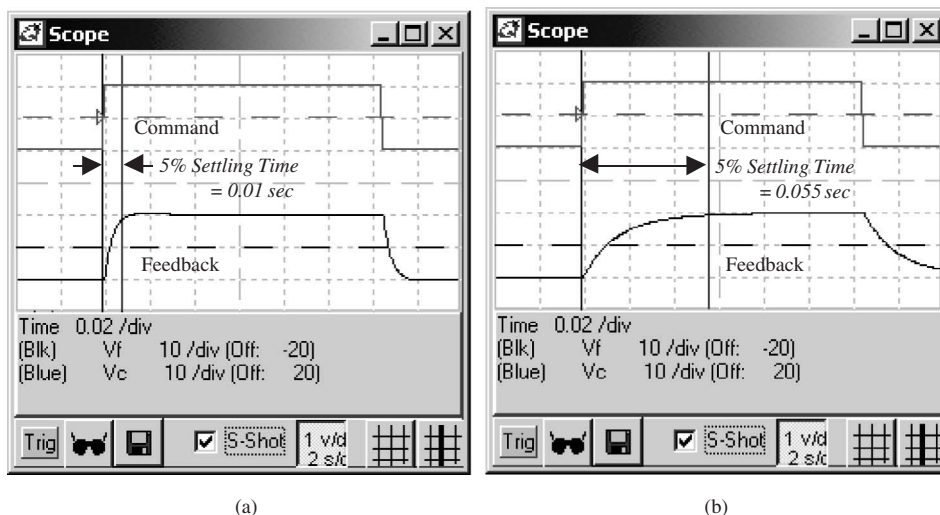 Scope
Command
5% Settling Time
= 0.01 sec
Feedback
Time 0.02 /div
(Blk) Vf 10 /div (Off: -20)
(Blue) Vc 10 /div (Off: 20)
Trig
S-Shot
1 v/d
2 s/c
(a)
Scope
Command
5% Settling Time
= 0.055 sec
Feedback
Time 0.02 /div
(Blk) Vf 10 /div (Off: -20)
(Blue) Vc 10 /div (Off: 20)
Trig
S-Shot
1 v/d
2 s/c
(b)